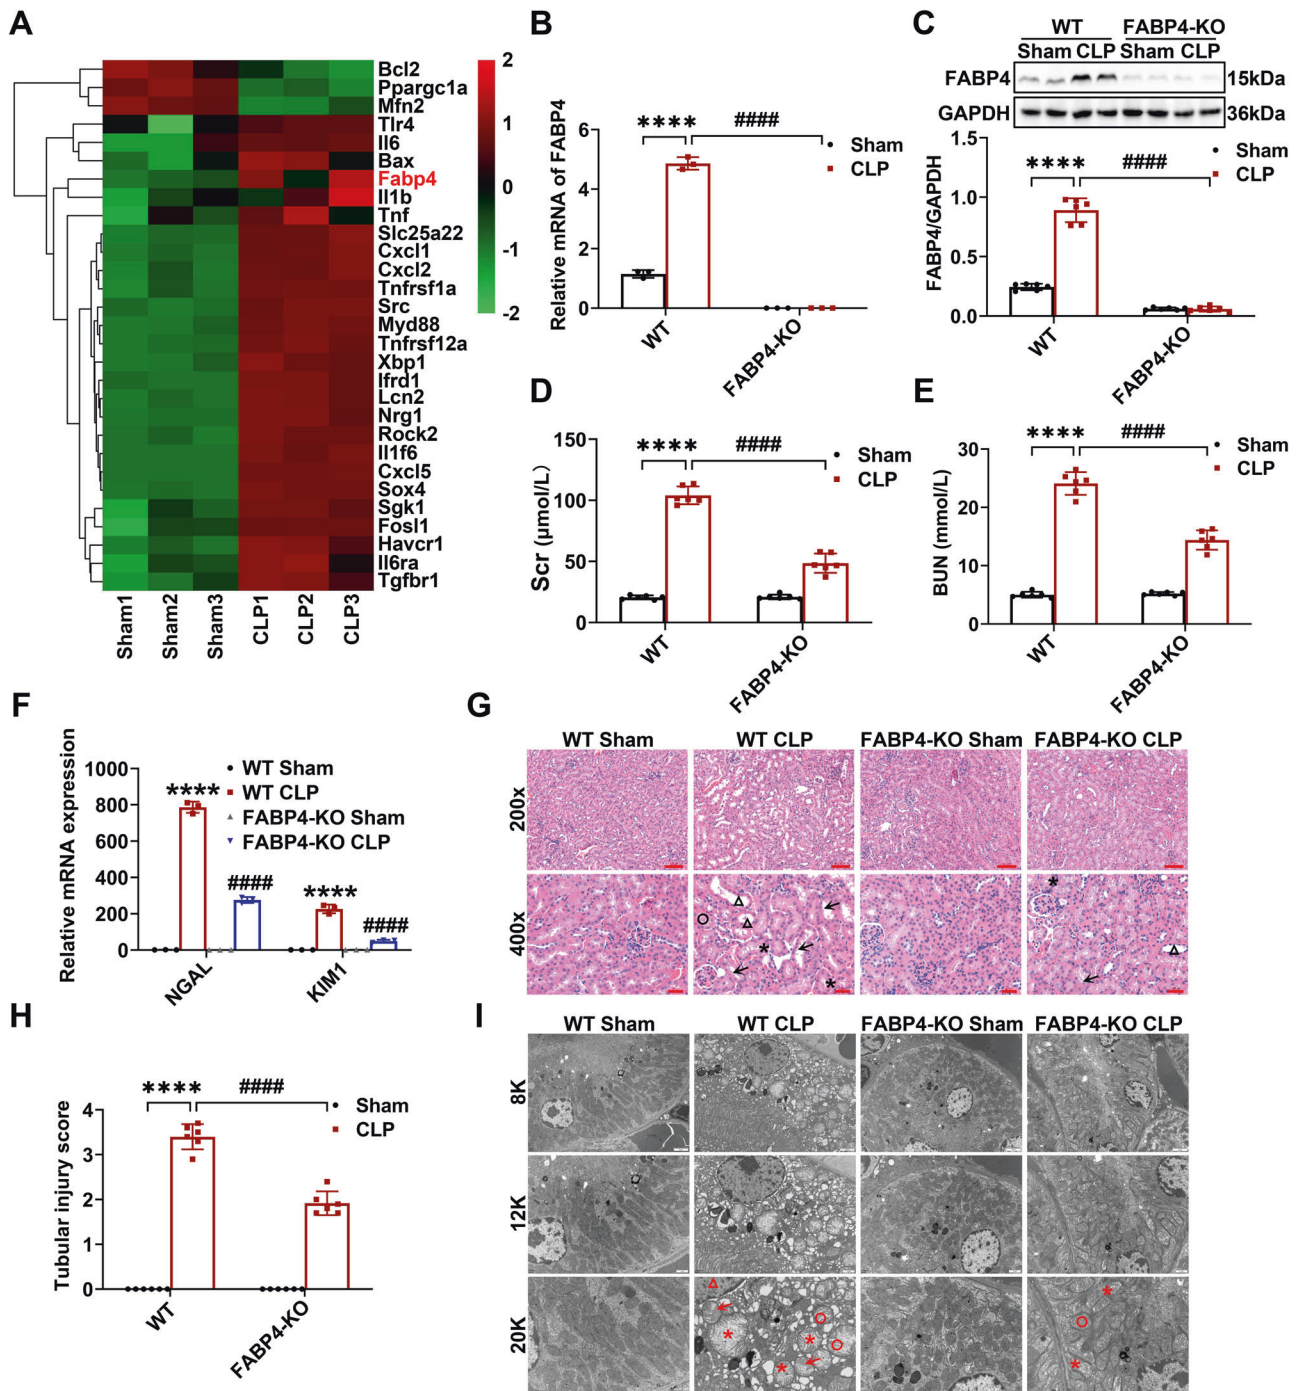 A
2
1
0
-1
-2
Bcl2
Ppargc1a
Mfn2
Tlr4
Il6
Bax
Fabp4
Il1b
Tnf
Slc25a22
Cxcl1
Cxcl2
Tnfrsf1a
Src
Myd88
Tnfrsf12a
Xbp1
Ifrd1
Lcn2
Nrg1
Rock2
Il1f6
Cxcl5
Sox4
Sgk1
Fosl1
Havcr1
Il6ra
Tgfbr1
Sham1 Sham2 Sham3 CLP1 CLP2 CLP3
B
Relative mRNA of FABP4
6
4
2
0
**** ####
Sham
CLP
WT FABP4-KO
C
WT FABP4-KO
Sham CLP Sham CLP
FABP4 15kDa
GAPDH 36kDa
FABP4/GAPDH
1.5
1.0
0.5
0.0
**** ####
Sham
CLP
WT FABP4-KO
D
Scr (μmol/L)
150
100
50
0
**** ####
Sham
CLP
WT FABP4-KO
E
BUN (mmol/L)
30
20
10
0
**** ####
Sham
CLP
WT FABP4-KO
F
Relative mRNA expression
1000
800
600
400
200
0
WT Sham
WT CLP
FABP4-KO Sham
FABP4-KO CLP
**** #### **** ####
NGAL KIM1
G
WT Sham WT CLP FABP4-KO Sham FABP4-KO CLP
200x
400x
* * *
H
Tubular injury score
4
3
2
1
0
**** ####
Sham
CLP
WT FABP4-KO
I
WT Sham WT CLP FABP4-KO Sham FABP4-KO CLP
8K
12K
20K
* * * * *